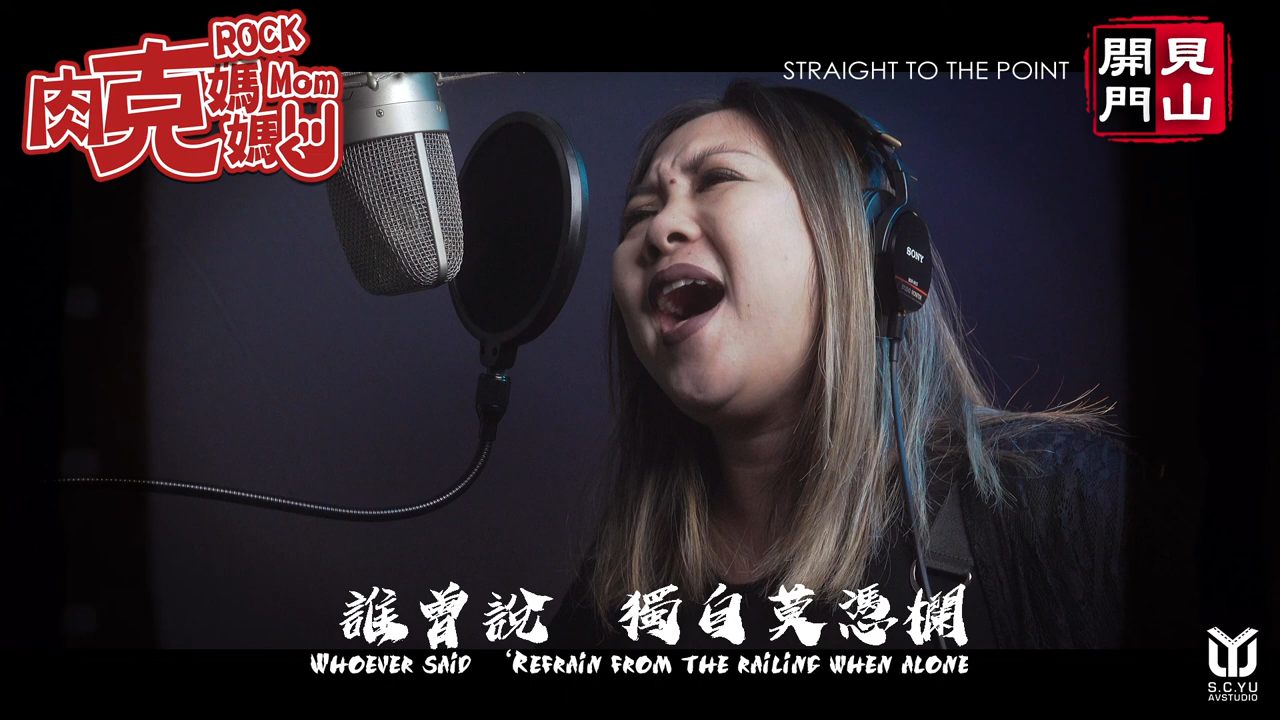 ROCK
肉克媽媽 Mom
STRAIGHT TO THE POINT
開門見山
SONY
誰曾說 獨自莫憑欄
WHOEVER SAID 'REFRAIN FROM THE RAILING WHEN ALONE
S.C.YU
AVSTUDIO